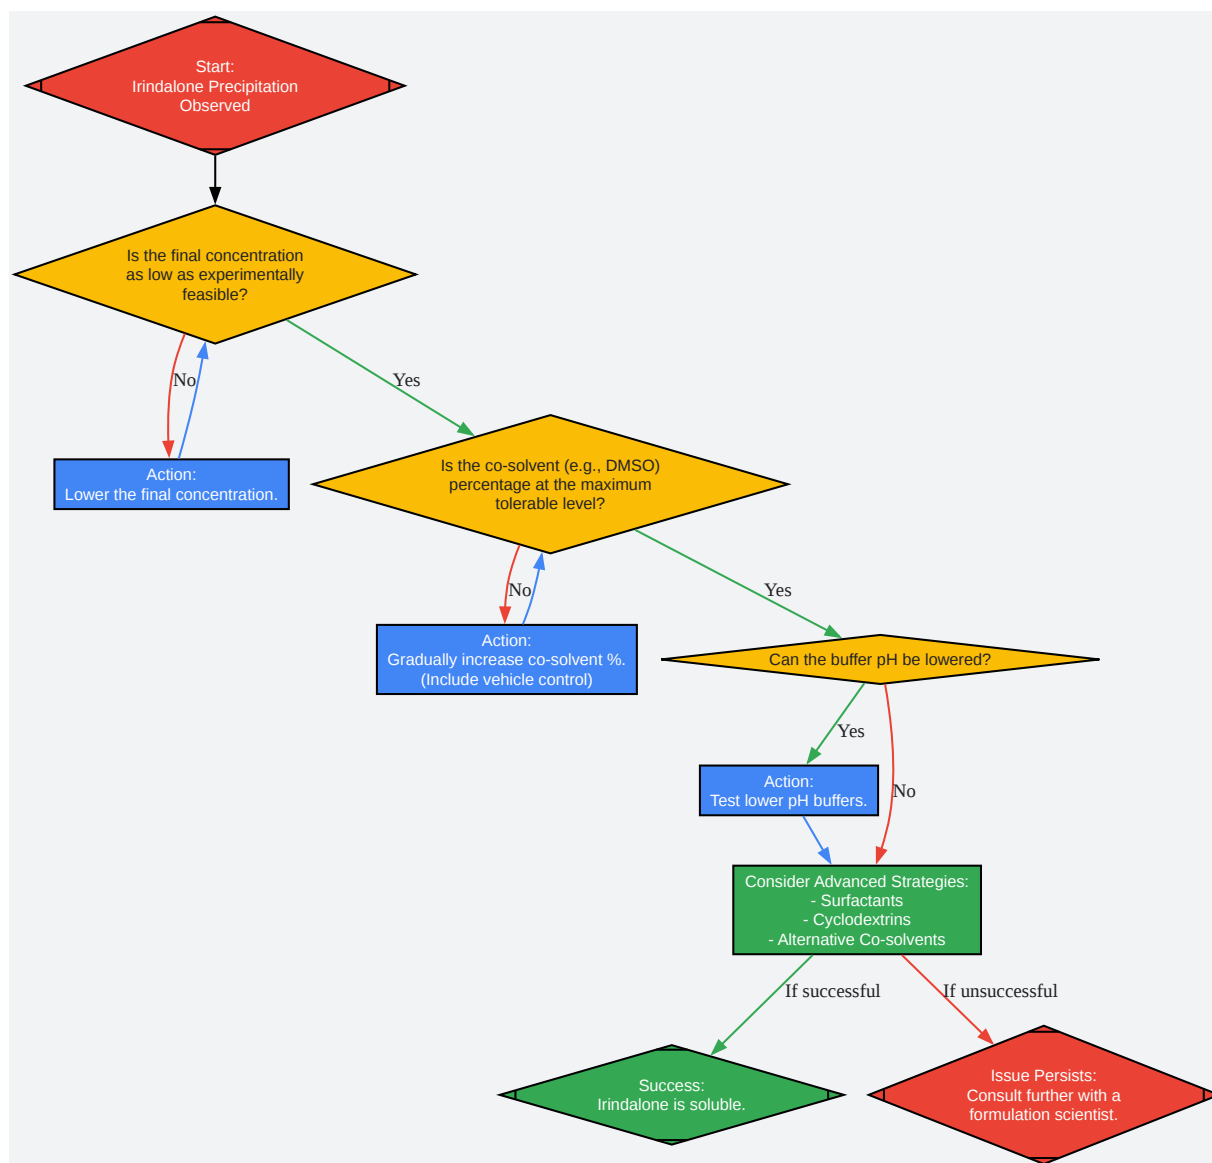 Start:
Irindalone Precipitation
Observed
Is the final concentration
as low as experimentally
feasible?
No
Yes
Action:
Lower the final concentration.
Is the co-solvent (e.g., DMSO)
percentage at the maximum
tolerable level?
No
Yes
Action:
Gradually increase co-solvent %.
(Include vehicle control)
Can the buffer pH be lowered?
Yes
No
Action:
Test lower pH buffers.
Consider Advanced Strategies:
- Surfactants
- Cyclodextrins
- Alternative Co-solvents
If successful
If unsuccessful
Success:
Irindalone is soluble.
Issue Persists:
Consult further with a
formulation scientist.